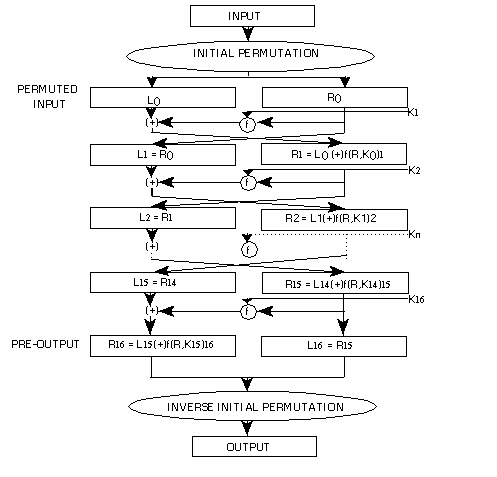 INPUT
INITIAL PERMUTATION
PERMUTED
INPUT
L0
R0
K1
(+)
f
L1 = R0
R1 = L0 (+)f(R,K0)1
K2
(+)
f
L2 = R1
R2 = L1(+)f(R,K1)2
Kn
(+)
f
L15 = R14
R15 = L14(+)f(R,K14)15
K16
(+)
f
PRE-OUTPUT
R16 = L15(+)f(R,K15)16
L16 = R15
INVERSE INITIAL PERMUTATION
OUTPUT